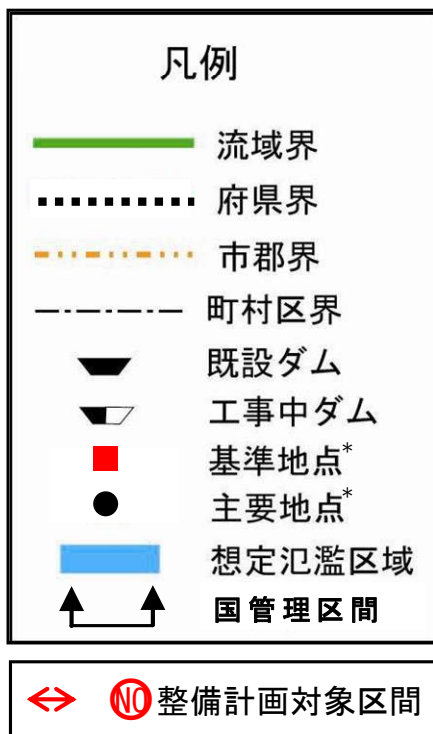 凡例
流域界
府県界
市郡界
町村区界
既設ダム
工事中ダム
基準地点*
主要地点*
想定氾濫区域
国管理区間
NO 整備計画対象区間